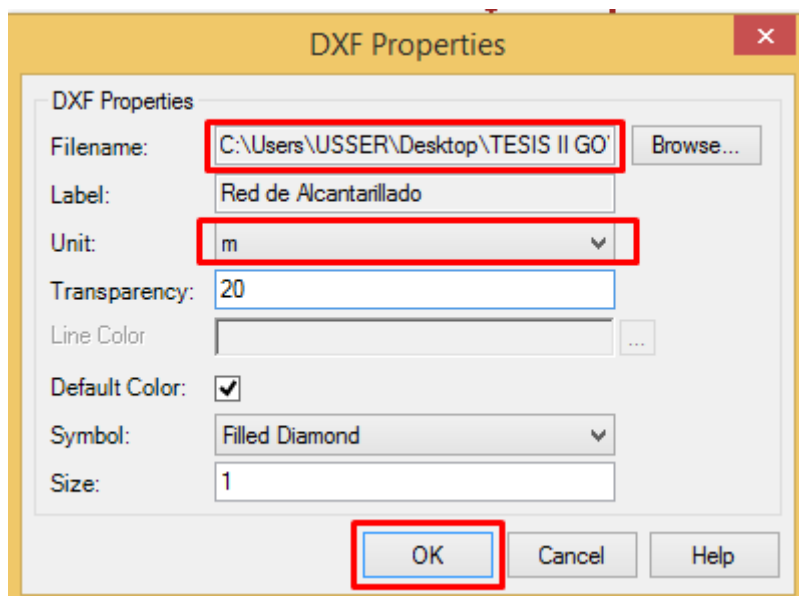 DXF Properties
DXF Properties
Filename: C:\Users\USSER\Desktop\TESIS II GO Browse...
Label: Red de Alcantarillado
Unit: m
Transparency: 20
Line Color ...
Default Color:
Symbol: Filled Diamond
Size: 1
OK Cancel Help